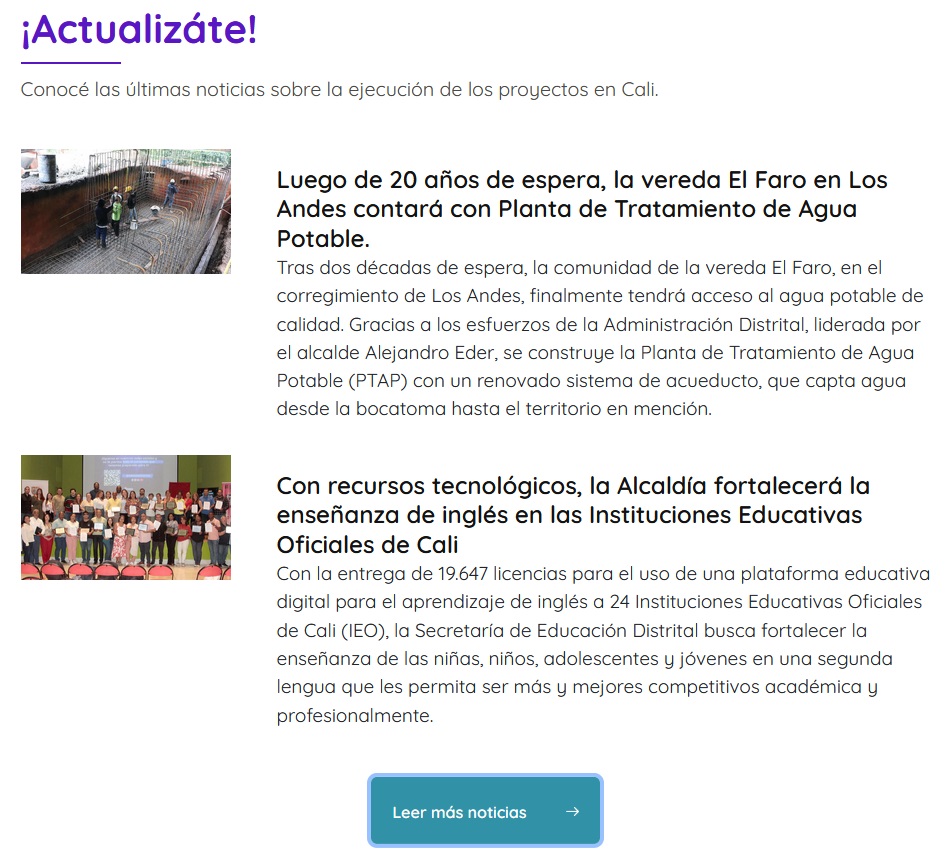 ¡Actualizáte!
Conocé las últimas noticias sobre la ejecución de los proyectos en Cali.
Luego de 20 años de espera, la vereda El Faro en Los
Andes contará con Planta de Tratamiento de Agua
Potable.
Tras dos décadas de espera, la comunidad de la vereda El Faro, en el
corregimiento de Los Andes, finalmente tendrá acceso al agua potable de
calidad. Gracias a los esfuerzos de la Administración Distrital, liderada por
el alcalde Alejandro Eder, se construye la Planta de Tratamiento de Agua
Potable (PTAP) con un renovado sistema de acueducto, que capta agua
desde la bocatoma hasta el territorio en mención.
Con recursos tecnológicos, la Alcaldía fortalecerá la
enseñanza de inglés en las Instituciones Educativas
Oficiales de Cali
Con la entrega de 19.647 licencias para el uso de una plataforma educativa
digital para el aprendizaje de inglés a 24 Instituciones Educativas Oficiales
de Cali (IEO), la Secretaría de Educación Distrital busca fortalecer la
enseñanza de las niñas, niños, adolescentes y jóvenes en una segunda
lengua que les permita ser más y mejores competitivos académica y
profesionalmente.
Leer más noticias →